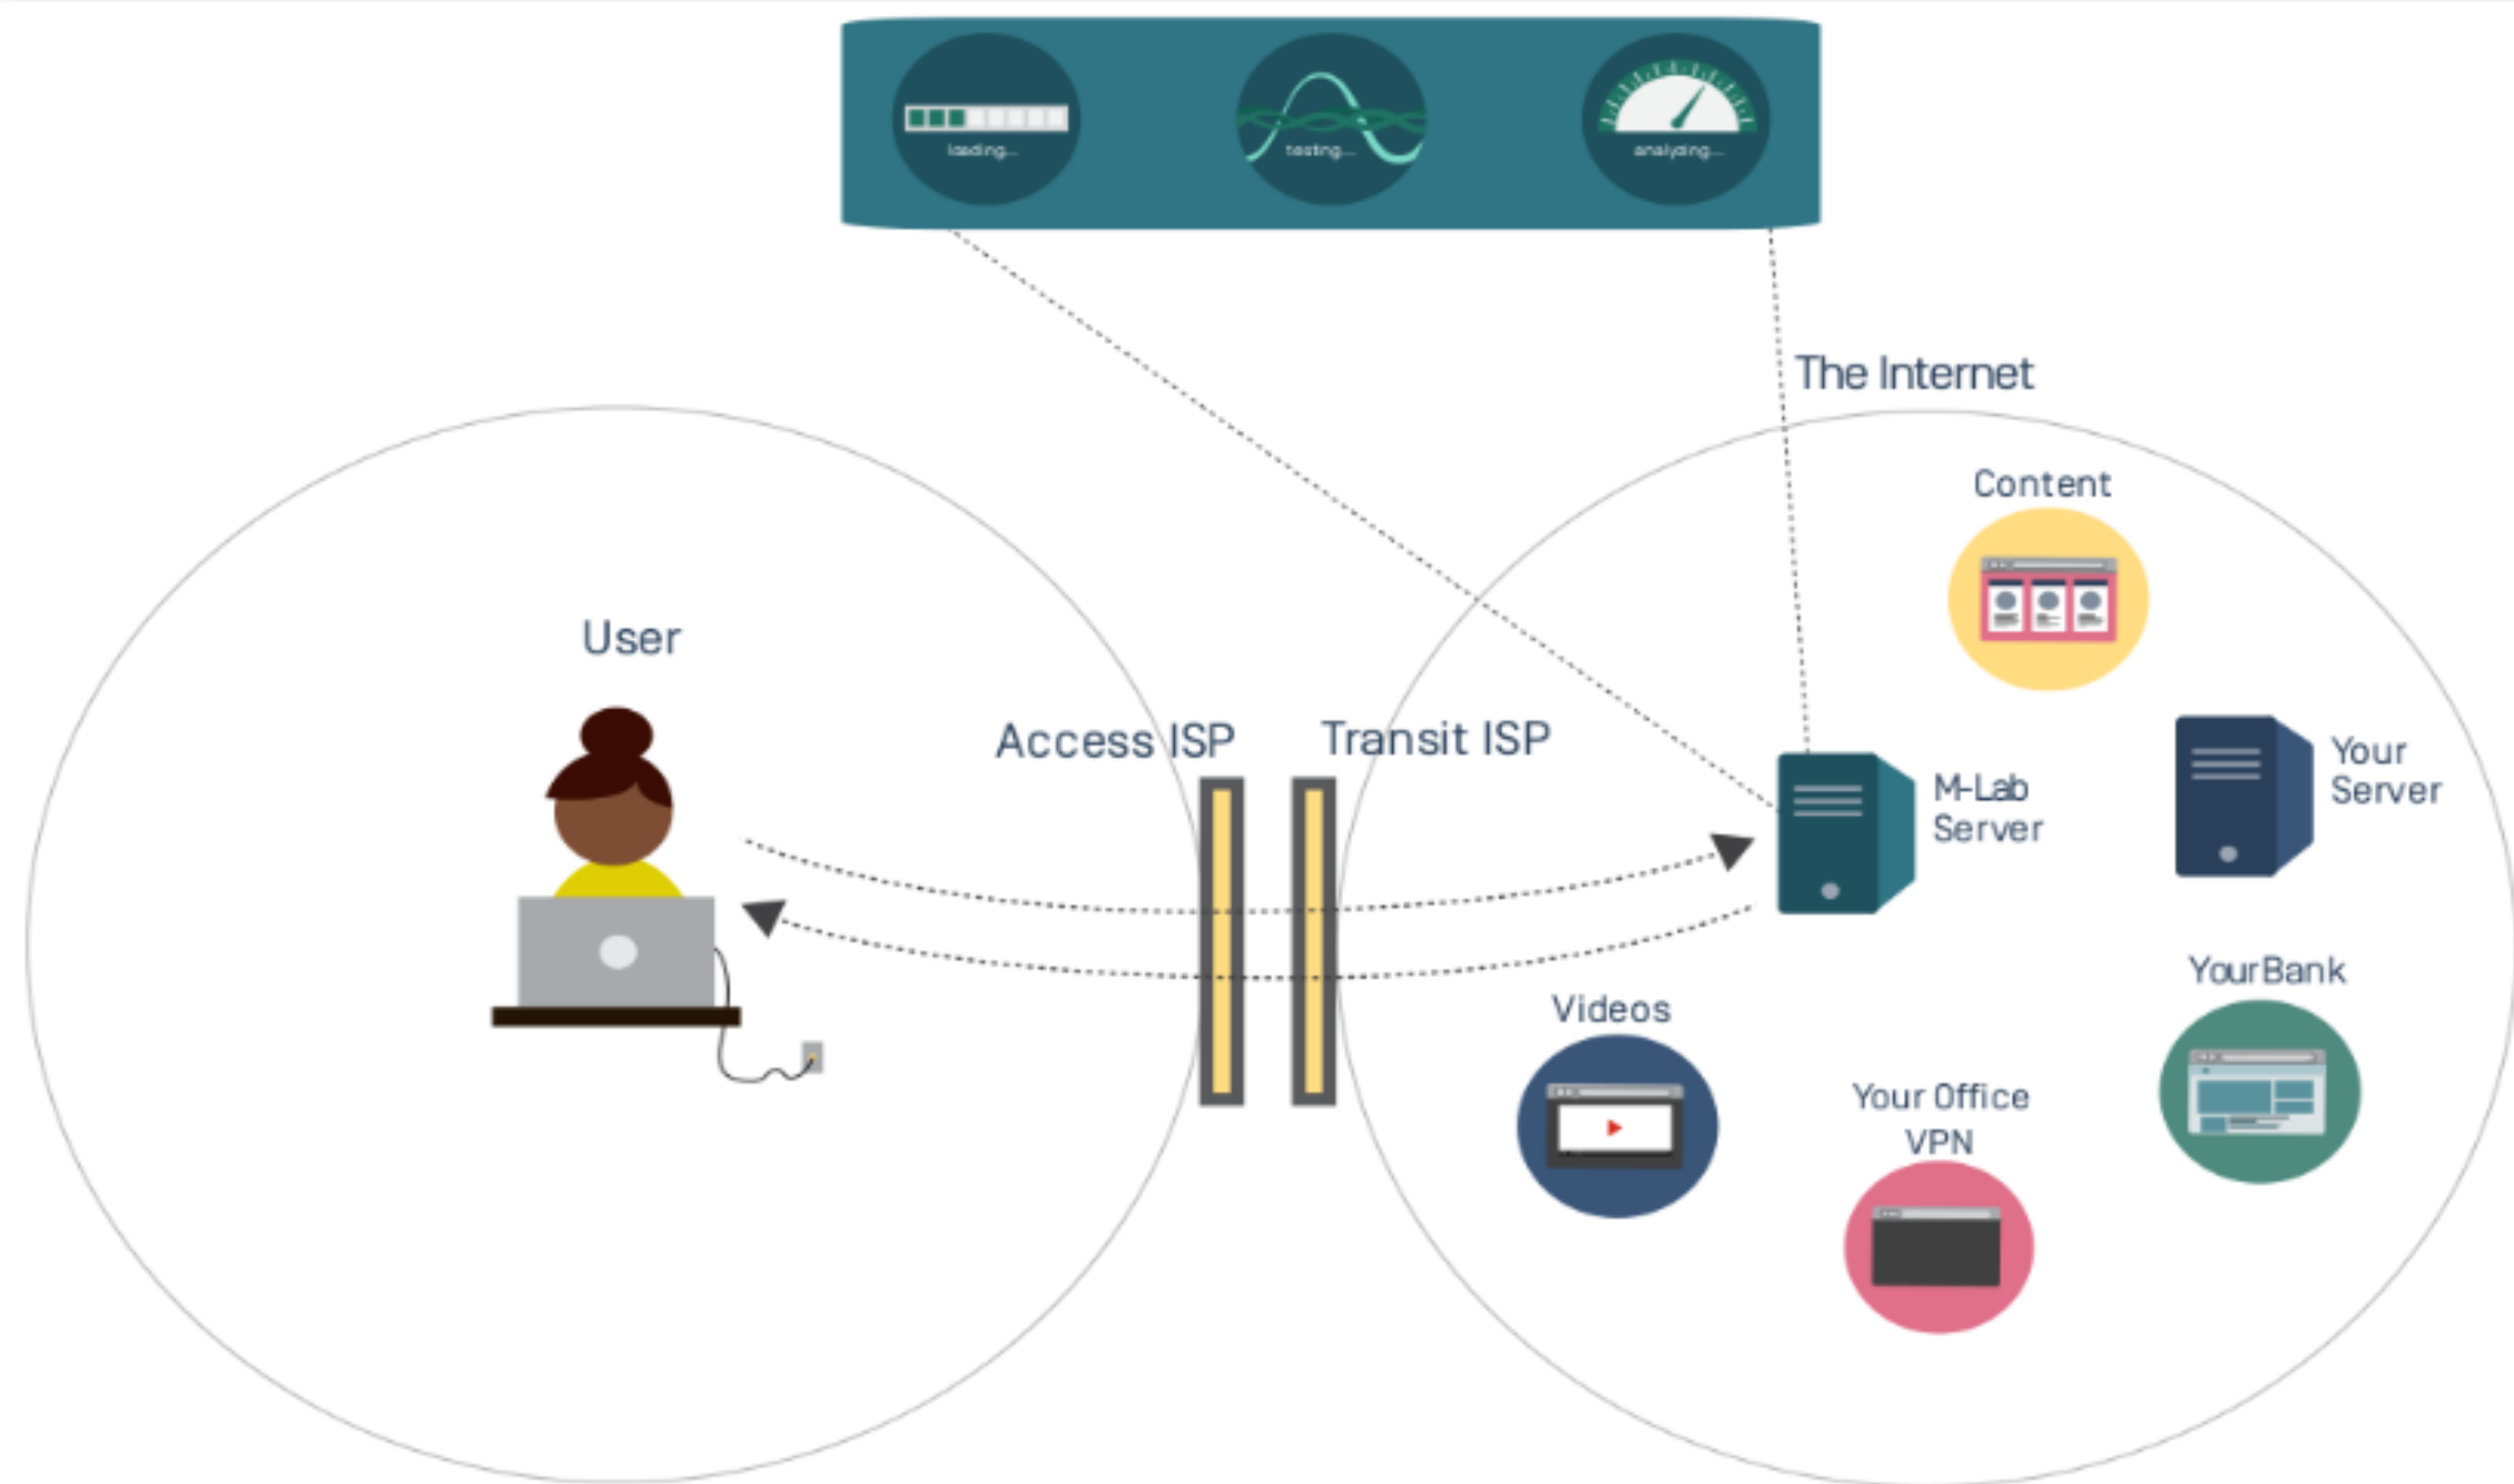 loading...
testing...
analyzing...
The Internet
Content
User
Access ISP
Transit ISP
M-Lab
Server
Your
Server
YourBank
Videos
Your Office
VPN